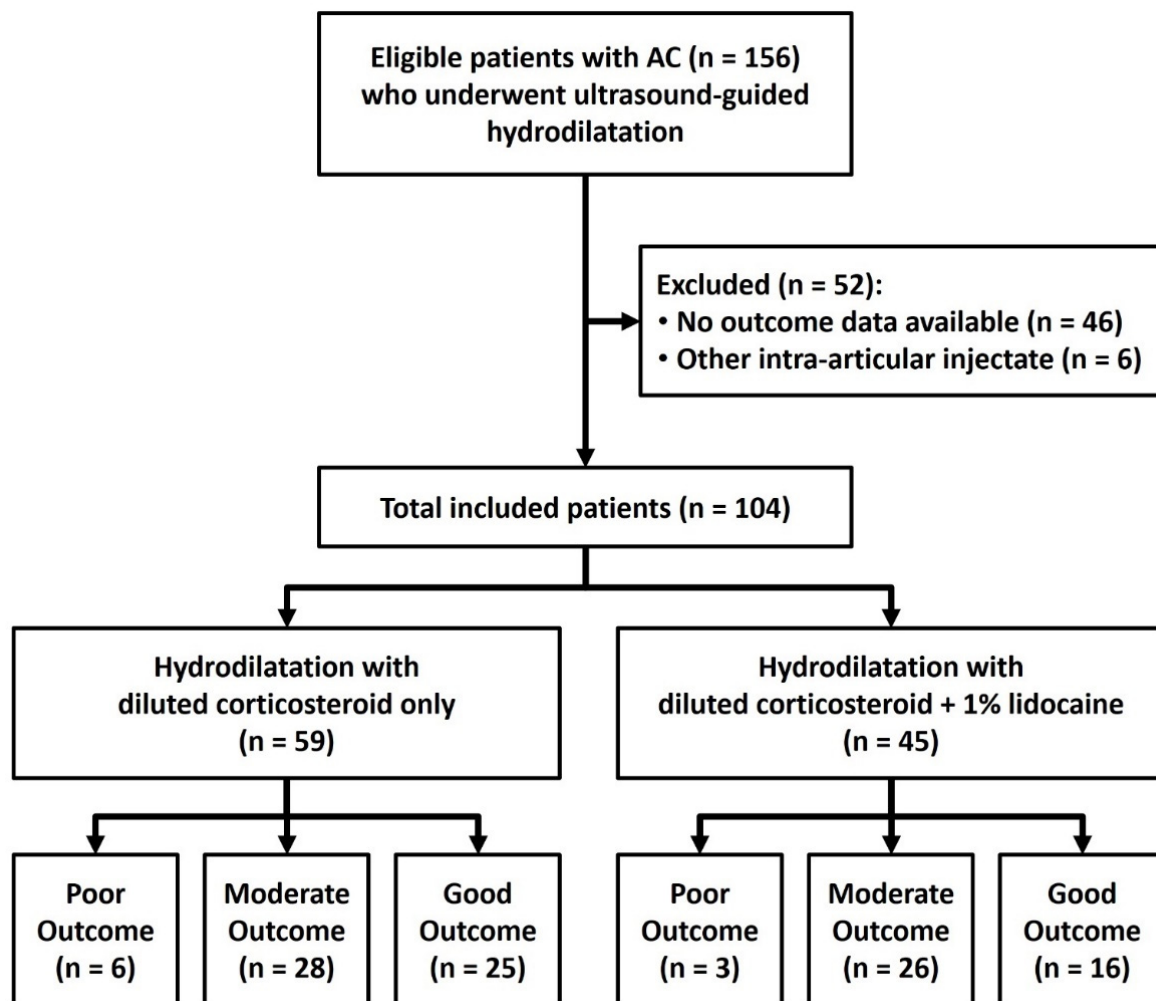 Eligible patients with AC (n = 156)
who underwent ultrasound-guided
hydrodilatation
Excluded (n = 52):
• No outcome data available (n = 46)
• Other intra-articular injectate (n = 6)
Total included patients (n = 104)
Hydrodilatation with
diluted corticosteroid only
(n = 59)
Hydrodilatation with
diluted corticosteroid + 1% lidocaine
(n = 45)
Poor
Outcome
(n = 6)
Moderate
Outcome
(n = 28)
Good
Outcome
(n = 25)
Poor
Outcome
(n = 3)
Moderate
Outcome
(n = 26)
Good
Outcome
(n = 16)